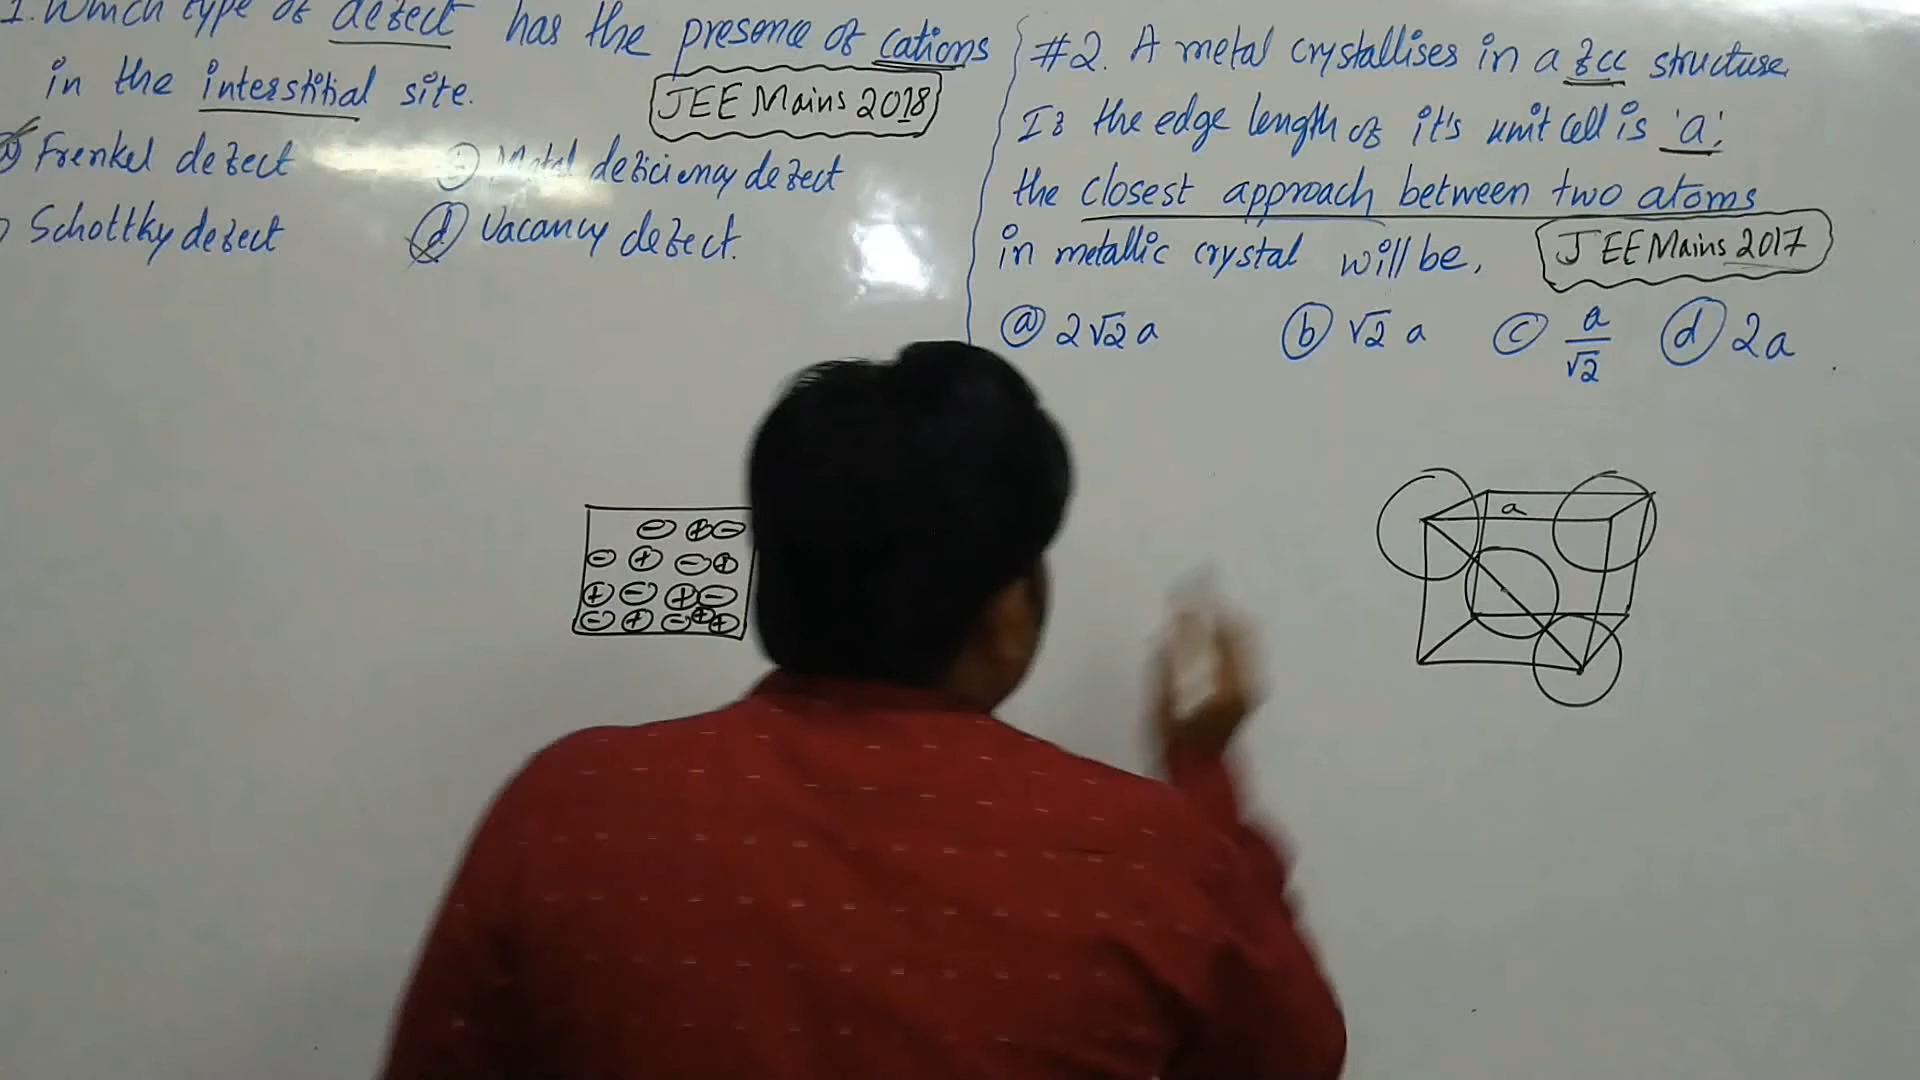 1. Which type of defect has the presence of cations
in the interstitial site.
JEE Mains 2018
a) Frenkel defect
c) Metal deficiency defect
Schottky defect
d) Vacancy defect.
#2. A metal crystallises in a fcc structure.
If the edge length of it's unit cell is 'a',
the closest approach between two atoms
in metallic crystal will be,
JEE Mains 2017
a) 2√2 a b) √2 a c) a/√2 d) 2a
a
− + −
− + − +
+ − + −
− + − + +